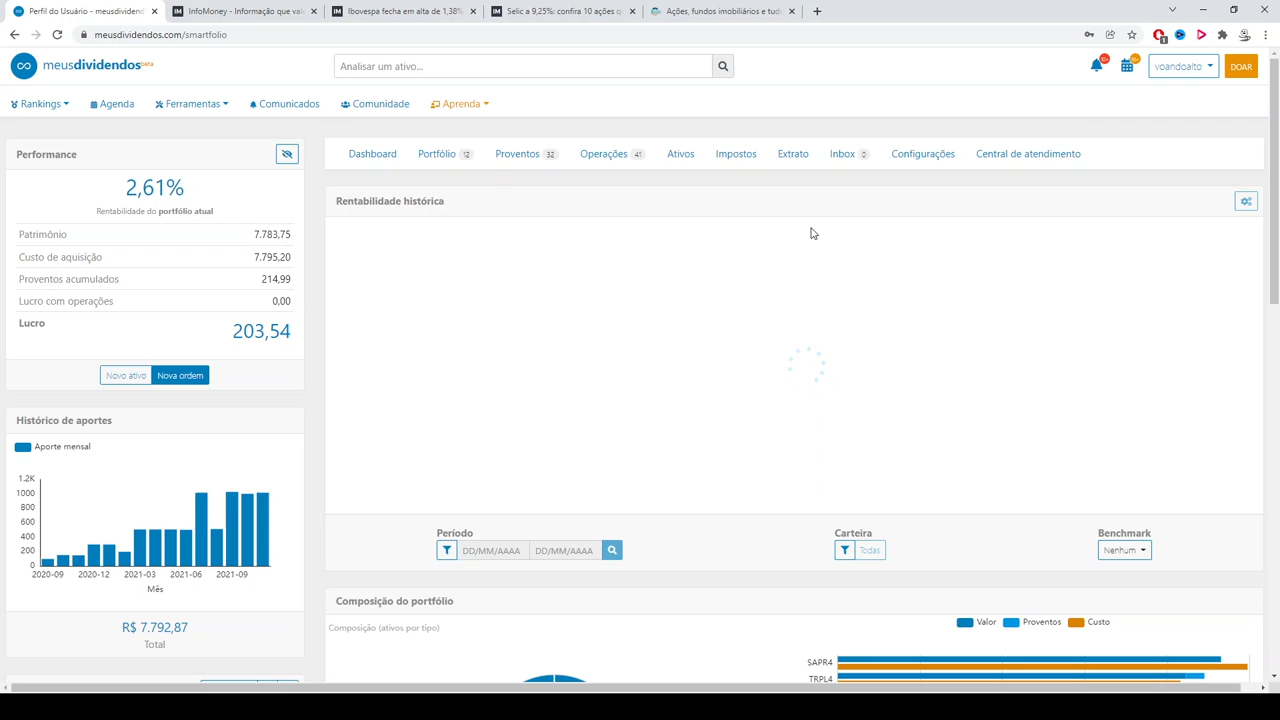 Perfil do Usuário - meusdividend
InfoMoney - Informação que val
Ibovespa fecha em alta de 1,38%
Selic a 9,25%: confira 10 ações q
Ações, fundos imobiliários e tud
meusdividendos.com/smartfolio
1
meusdividendos beta
Analisar um ativo...
voandoalto
DOAR
Rankings
Agenda
Ferramentas
Comunicados
Comunidade
Aprenda
Performance
2,61%
Rentabilidade do portfólio atual
Patrimônio 7.783,75
Custo de aquisição 7.795,20
Proventos acumulados 214,99
Lucro com operações 0,00
Lucro 203,54
Novo ativo
Nova ordem
Histórico de aportes
Aporte mensal
1.2K
1000
800
600
400
200
0
2020-09 2020-12 2021-03 2021-06 2021-09
Mês
R$ 7.792,87
Total
Dashboard
Portfólio 12
Proventos 32
Operações 41
Ativos
Impostos
Extrato
Inbox 0
Configurações
Central de atendimento
Rentabilidade histórica
Período
DD/MM/AAAA DD/MM/AAAA
Carteira
Todas
Benchmark
Nenhum
Composição do portfólio
Composição (ativos por tipo)
Valor Proventos Custo
SAPR4
TRPL4